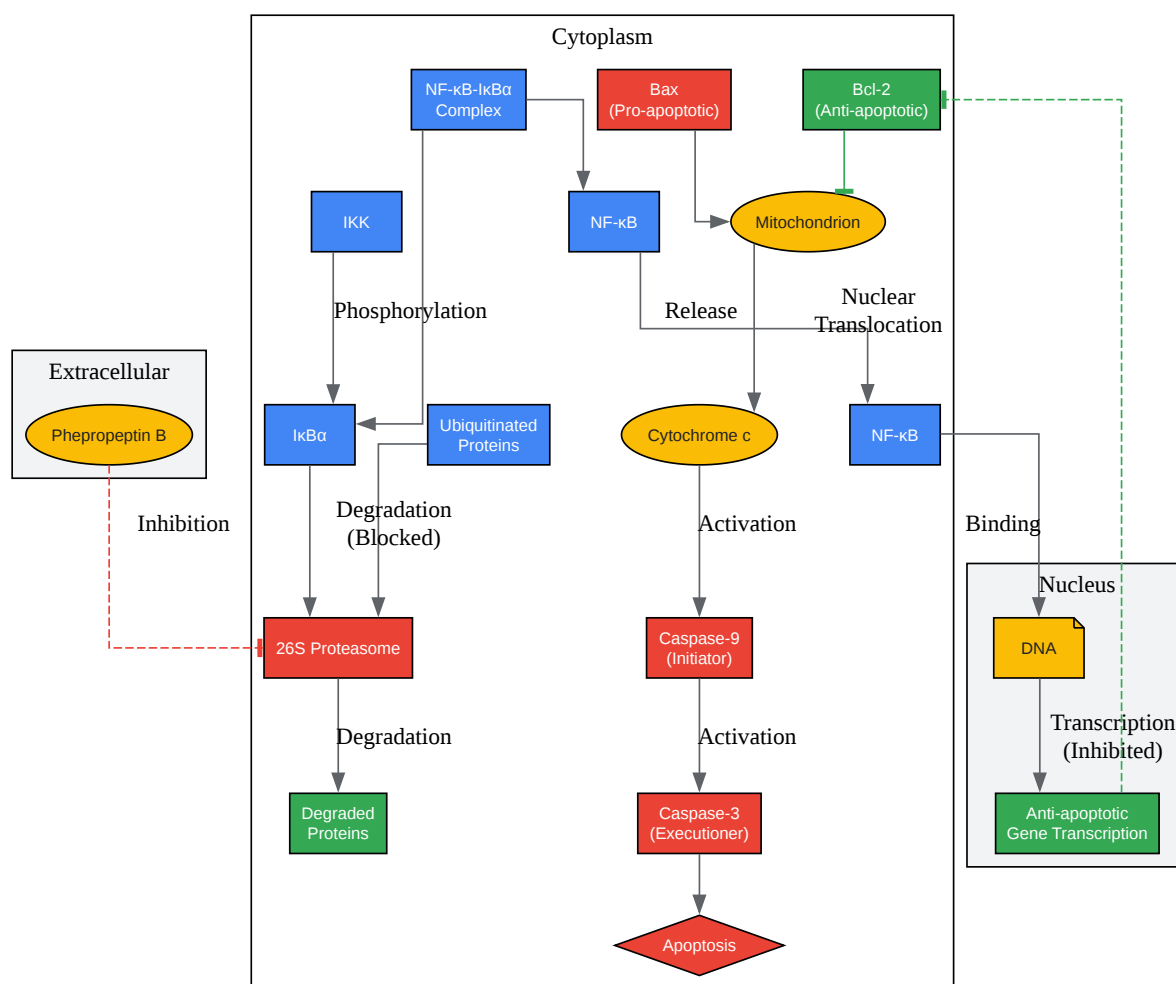 Cytoplasm
NF-κB-IκBα
Complex
Bax
(Pro-apoptotic)
Bcl-2
(Anti-apoptotic)
IKK
NF-κB
Mitochondrion
Phosphorylation
Release
Nuclear
Translocation
Extracellular
Phepropeptin B
IκBα
Ubiquitinated
Proteins
Cytochrome c
NF-κB
Inhibition
Degradation
(Blocked)
Activation
Binding
Nucleus
26S Proteasome
Caspase-9
(Initiator)
DNA
Degradation
Activation
Transcription
(Inhibited)
Degraded
Proteins
Caspase-3
(Executioner)
Anti-apoptotic
Gene Transcription
Apoptosis